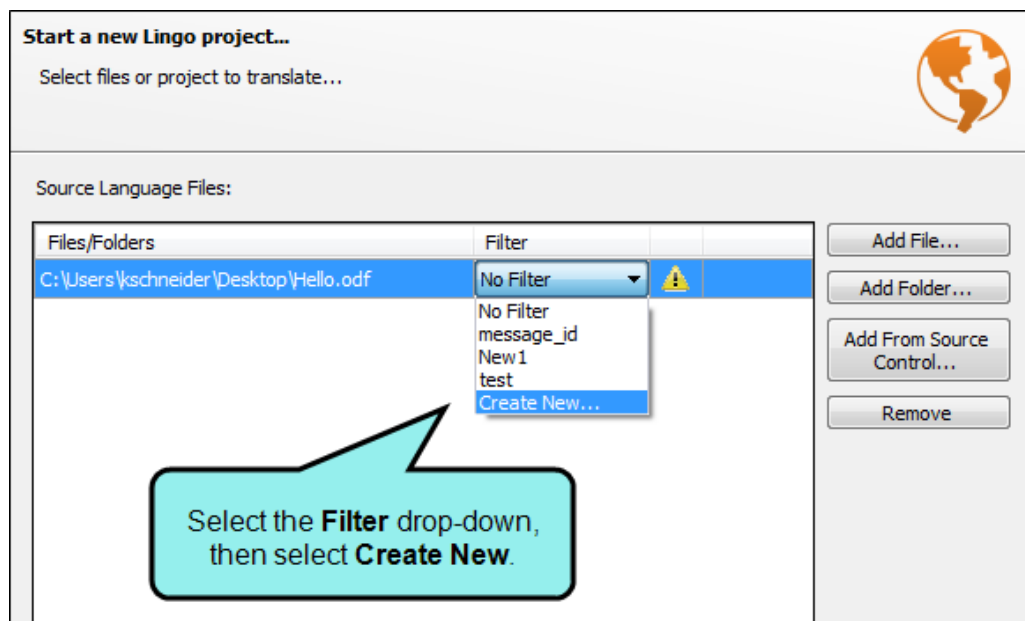 Start a new Lingo project...
Select files or project to translate...
Source Language Files:
Files/Folders Filter
C:\Users\kschneider\Desktop\Hello.odf No Filter
No Filter
message_id
New1
test
Create New...
Add File...
Add Folder...
Add From Source
Control...
Remove
Select the Filter drop-down,
then select Create New.